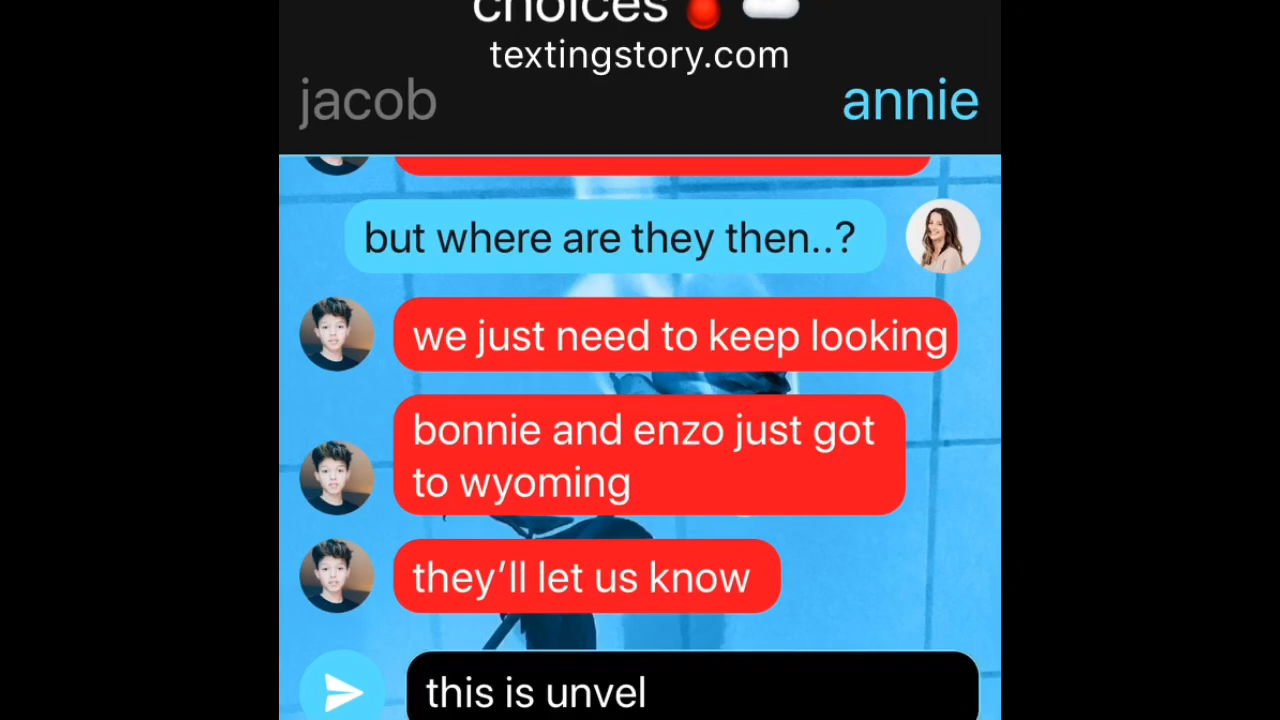 choices
textingstory.com
jacob
annie
but where are they then..?
we just need to keep looking
bonnie and enzo just got
to wyoming
they’ll let us know
this is unvel